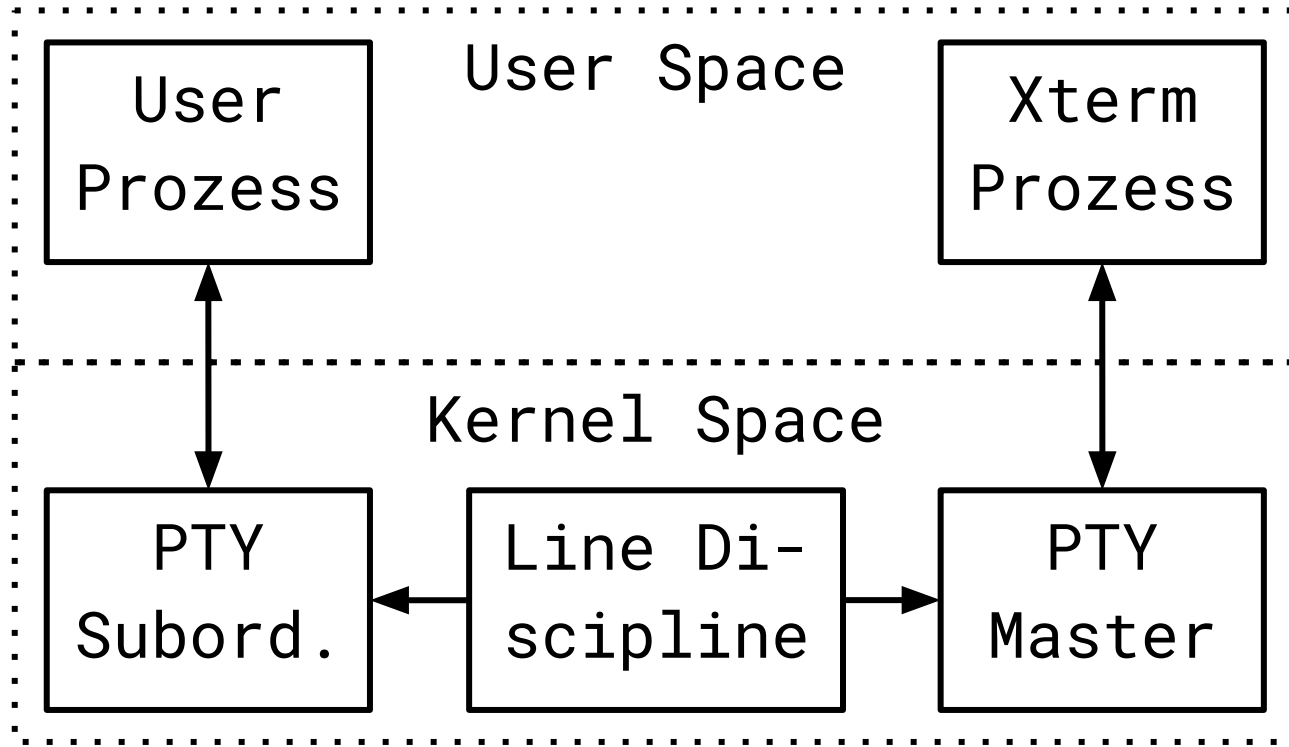 User Space
User
Prozess
Xterm
Prozess
Kernel Space
PTY
Subord.
Line Di-
scipline
PTY
Master